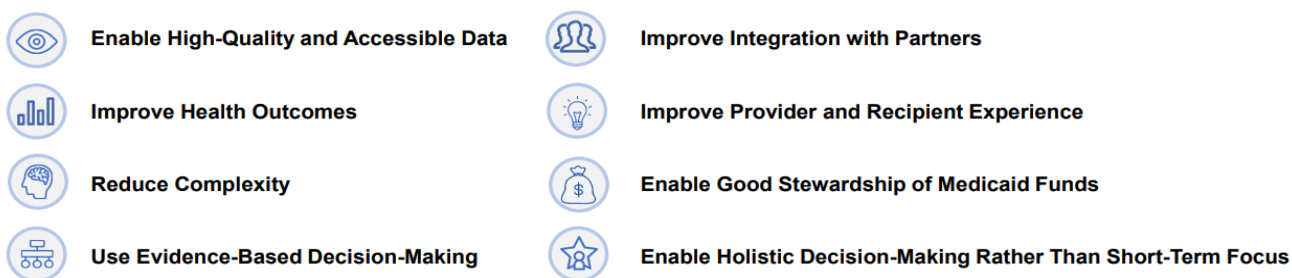 Enable High-Quality and Accessible Data
Improve Integration with Partners
Improve Health Outcomes
Improve Provider and Recipient Experience
Reduce Complexity
$
Enable Good Stewardship of Medicaid Funds
Use Evidence-Based Decision-Making
Enable Holistic Decision-Making Rather Than Short-Term Focus